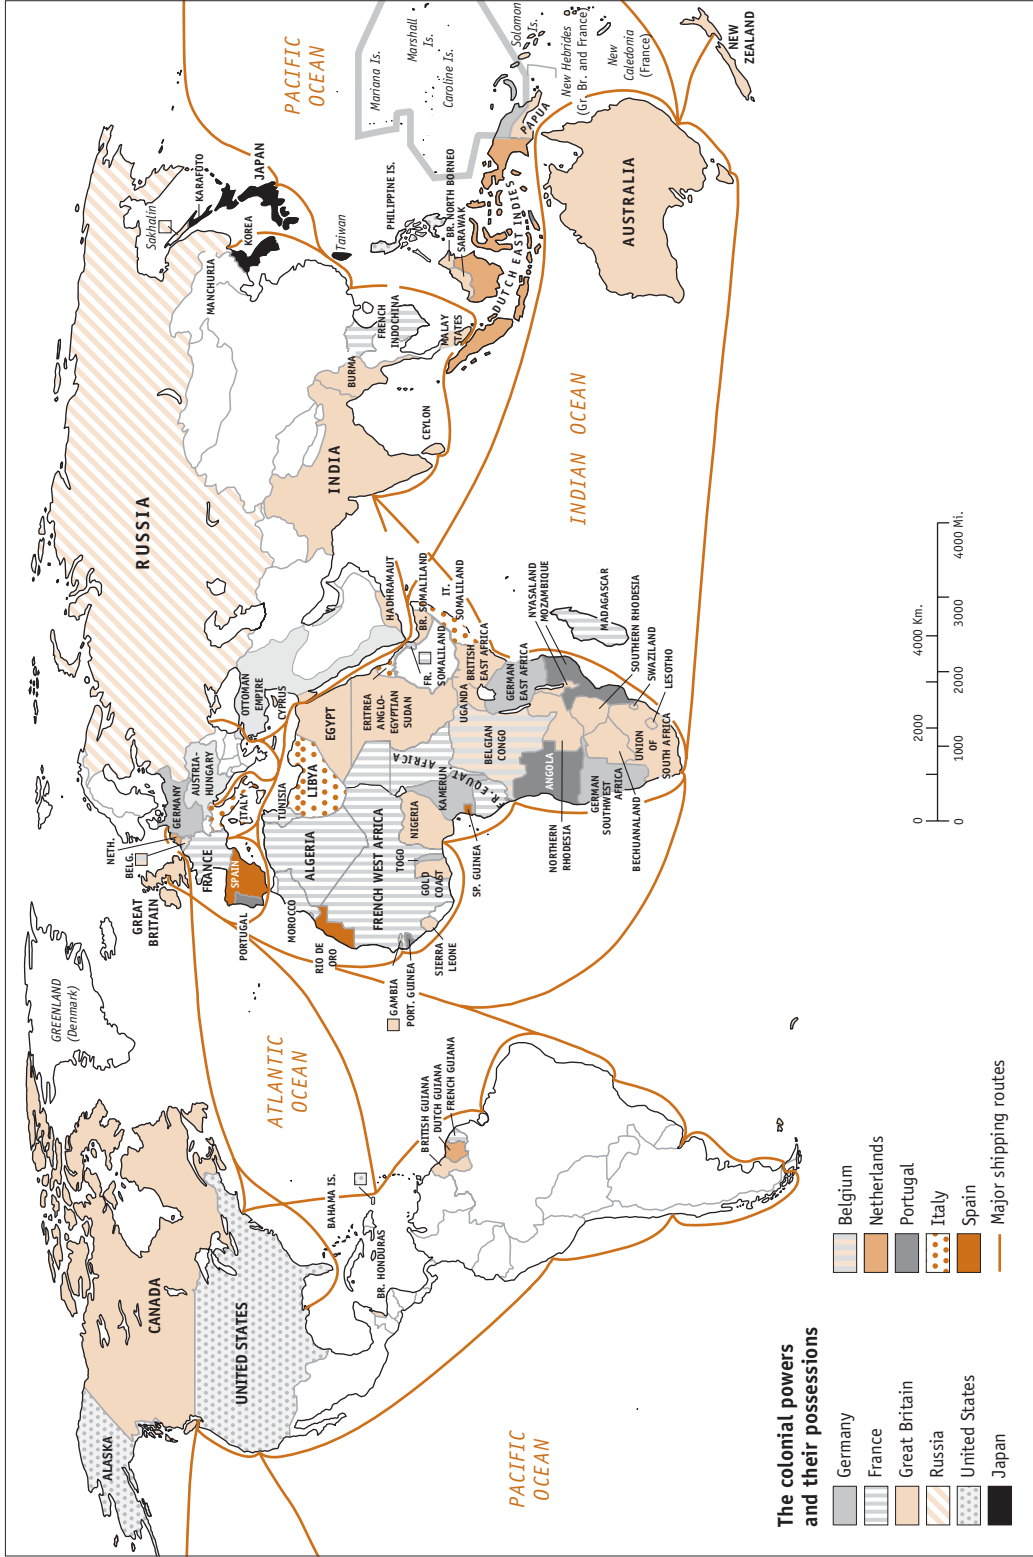 GREENLAND
(Denmark)
ALASKA
CANADA
UNITED STATES
BAHAMA IS.
BR. HONDURAS
BRITISH GUIANA
DUTCH GUIANA
FRENCH GUIANA
PACIFIC
OCEAN
ATLANTIC
OCEAN
GREAT
BRITAIN
NETH.
BELG.
GERMANY
AUSTRIA-
HUNGARY
FRANCE
ITALY
SPAIN
PORTUGAL
RUSSIA
OTTOMAN
EMPIRE
CYPRUS
MOROCCO
ALGERIA
TUNISIA
LIBYA
EGYPT
RIO DE
ORO
FRENCH WEST AFRICA
GAMBIA
PORT. GUINEA
SIERRA
LEONE
GOLD
COAST
TOGO
NIGERIA
KAMERUN
SP. GUINEA
FR. EQUAT. AFRICA
ERITREA
ANGLO-
EGYPTIAN
SUDAN
HADHRAMAUT
BR. SOMALILAND
FR.
SOMALILAND
IT.
SOMALILAND
UGANDA
BRITISH
EAST AFRICA
BELGIAN
CONGO
GERMAN
EAST AFRICA
ANGOLA
NYASALAND
MOZAMBIQUE
MADAGASCAR
NORTHERN
RHODESIA
SOUTHERN RHODESIA
GERMAN
SOUTHWEST
AFRICA
BECHUANALAND
SWAZILAND
LESOTHO
UNION
OF
SOUTH AFRICA
INDIA
CEYLON
BURMA
FRENCH
INDOCHINA
MALAY
STATES
MANCHURIA
Sakhalin
KARAFUTO
KOREA
JAPAN
Taiwan
PHILIPPINE IS.
BR. NORTH BORNEO
SARAWAK
DUTCH EAST INDIES
PAPUA
PACIFIC
OCEAN
Mariana Is.
Marshall
Is.
Caroline Is.
Solomon
Is.
New Hebrides
(Gr. Br. and France)
New
Caledonia
(France)
INDIAN OCEAN
AUSTRALIA
NEW
ZEALAND
0 2000 4000 Km.
0 1000 2000 3000 4000 Mi.
The colonial powers
and their possessions
Germany
France
Great Britain
Russia
United States
Japan
Belgium
Netherlands
Portugal
Italy
Spain
Major shipping routes